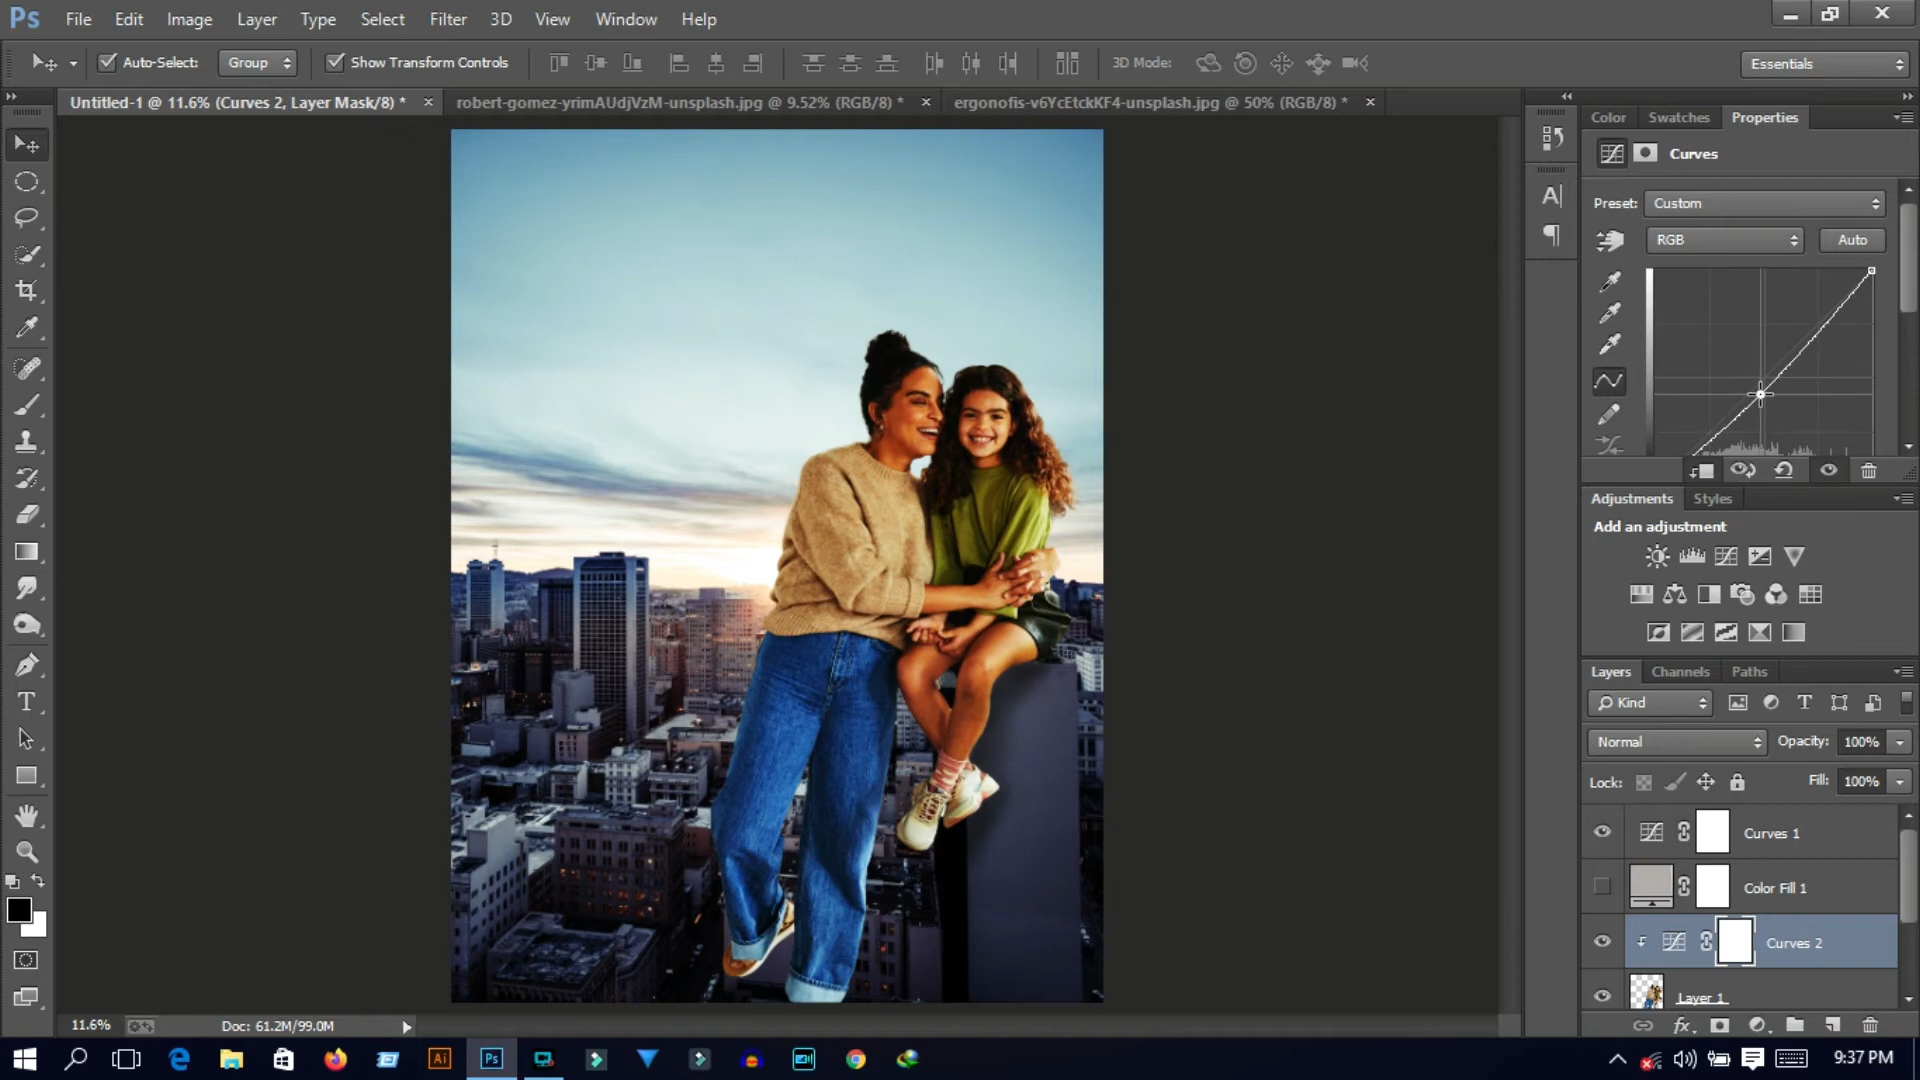 Ps File Edit Image Layer Type Select Filter 3D View Window Help
Auto-Select: Group Show Transform Controls 3D Mode: Essentials
Untitled-1 @ 11.6% (Curves 2, Layer Mask/8) * × robert-gomez-yrimAUdjVzM-unsplash.jpg @ 9.52% (RGB/8) * × ergonofis-v6YcEtckKF4-unsplash.jpg @ 50% (RGB/8) * ×
Color Swatches Properties
Curves
Preset: Custom
RGB Auto
Adjustments Styles
Add an adjustment
Layers Channels Paths
Kind
Normal Opacity: 100%
Lock: Fill: 100%
Curves 1
Color Fill 1
Curves 2
Layer 1
11.6% Doc: 61.2M/99.0M
Ai Ps 9:37 PM